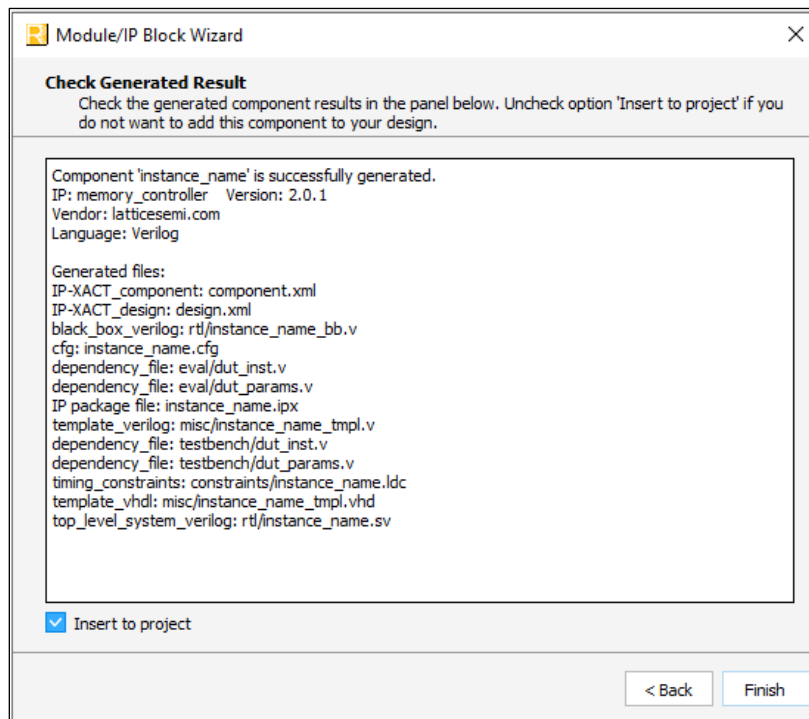 Module/IP Block Wizard
Check Generated Result
Check the generated component results in the panel below. Uncheck option 'Insert to project' if you
do not want to add this component to your design.
Component 'instance_name' is successfully generated.
IP: memory_controller    Version: 2.0.1
Vendor: latticesemi.com
Language: Verilog
Generated files:
IP-XACT_component: component.xml
IP-XACT_design: design.xml
black_box_verilog: rtl/instance_name_bb.v
cfg: instance_name.cfg
dependency_file: eval/dut_inst.v
dependency_file: eval/dut_params.v
IP package file: instance_name.ipx
template_verilog: misc/instance_name_tmpl.v
dependency_file: testbench/dut_inst.v
dependency_file: testbench/dut_params.v
timing_constraints: constraints/instance_name.ldc
template_vhdl: misc/instance_name_tmpl.vhd
top_level_system_verilog: rtl/instance_name.sv
Insert to project
< Back Finish